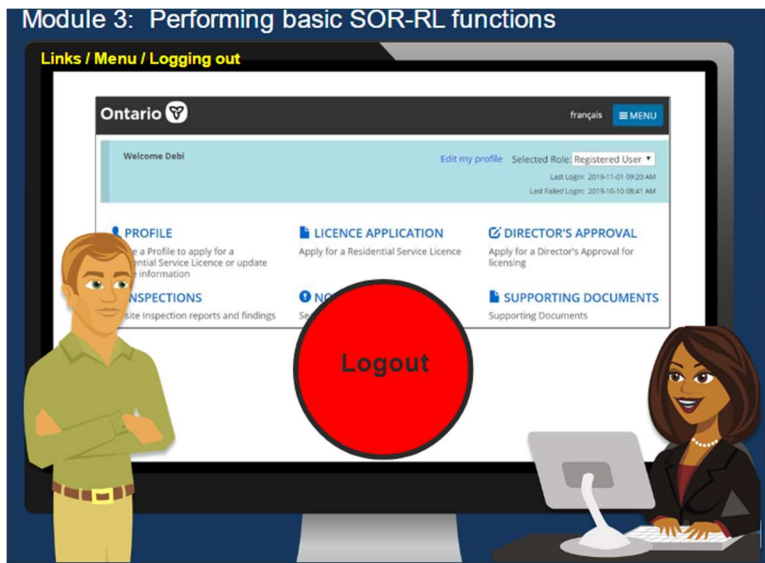 Module 3: Performing basic SOR-RL functions
Links / Menu / Logging out
Ontario
français
MENU
Welcome Debi
Edit my profile
Selected Role: Registered User
Last Login: 2019-11-01 09:20 AM
Last Failed Login: 2019-10-10 08:41 AM
PROFILE
a Profile to apply for a
ential Service Licence or update
information
LICENCE APPLICATION
Apply for a Residential Service Licence
DIRECTOR'S APPROVAL
Apply for a Director's Approval for
licensing
NSPECTIONS
site Inspection reports and findings
NO
Se
SUPPORTING DOCUMENTS
Supporting Documents
Logout